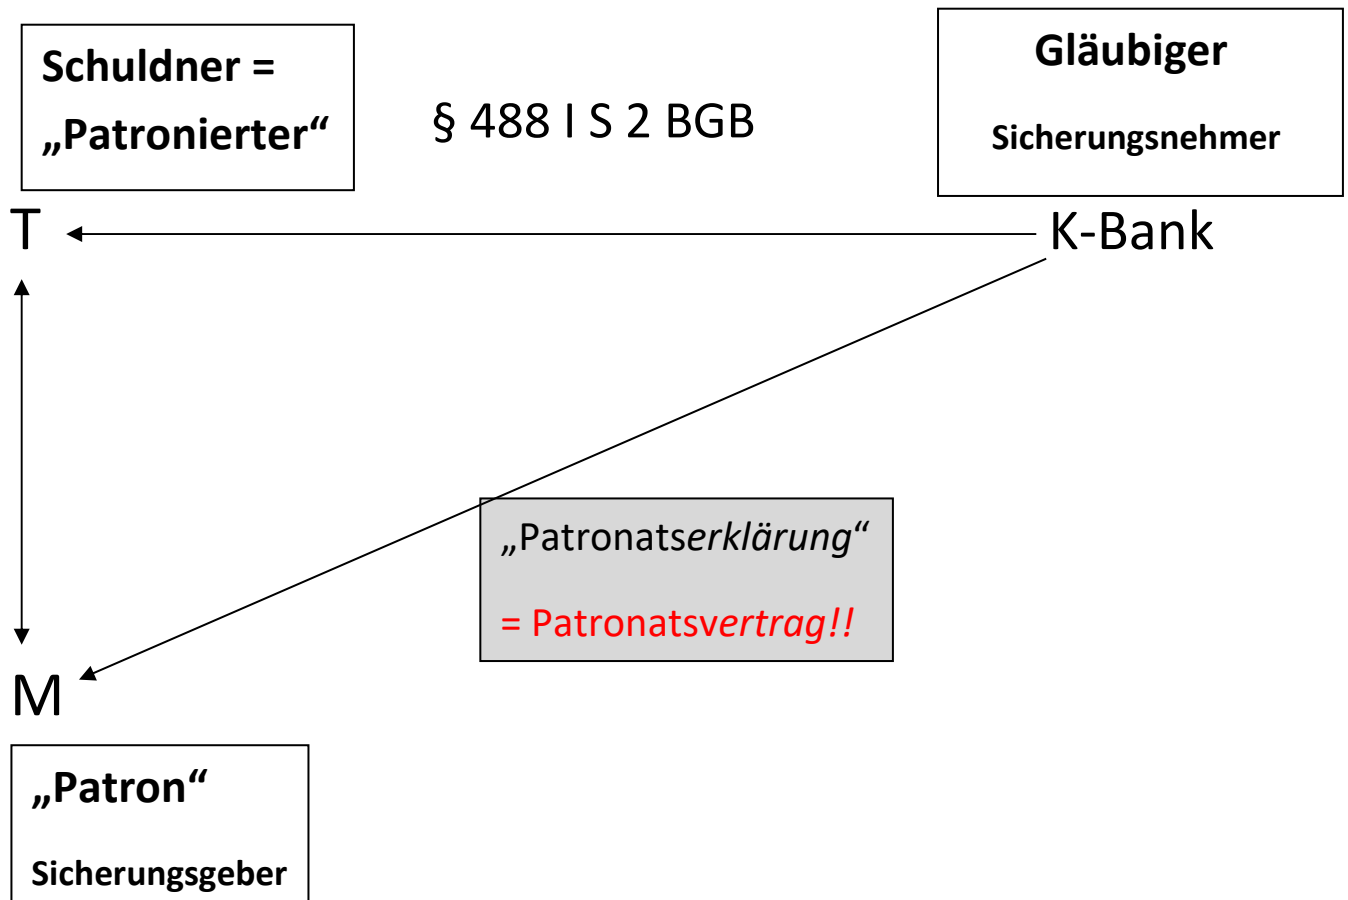 Schuldner =
„Patronierter“
§ 488 I S 2 BGB
Gläubiger
Sicherungsnehmer
T
K-Bank
„Patronatserklärung“
= Patronatsvertrag!!
M
„Patron“
Sicherungsgeber